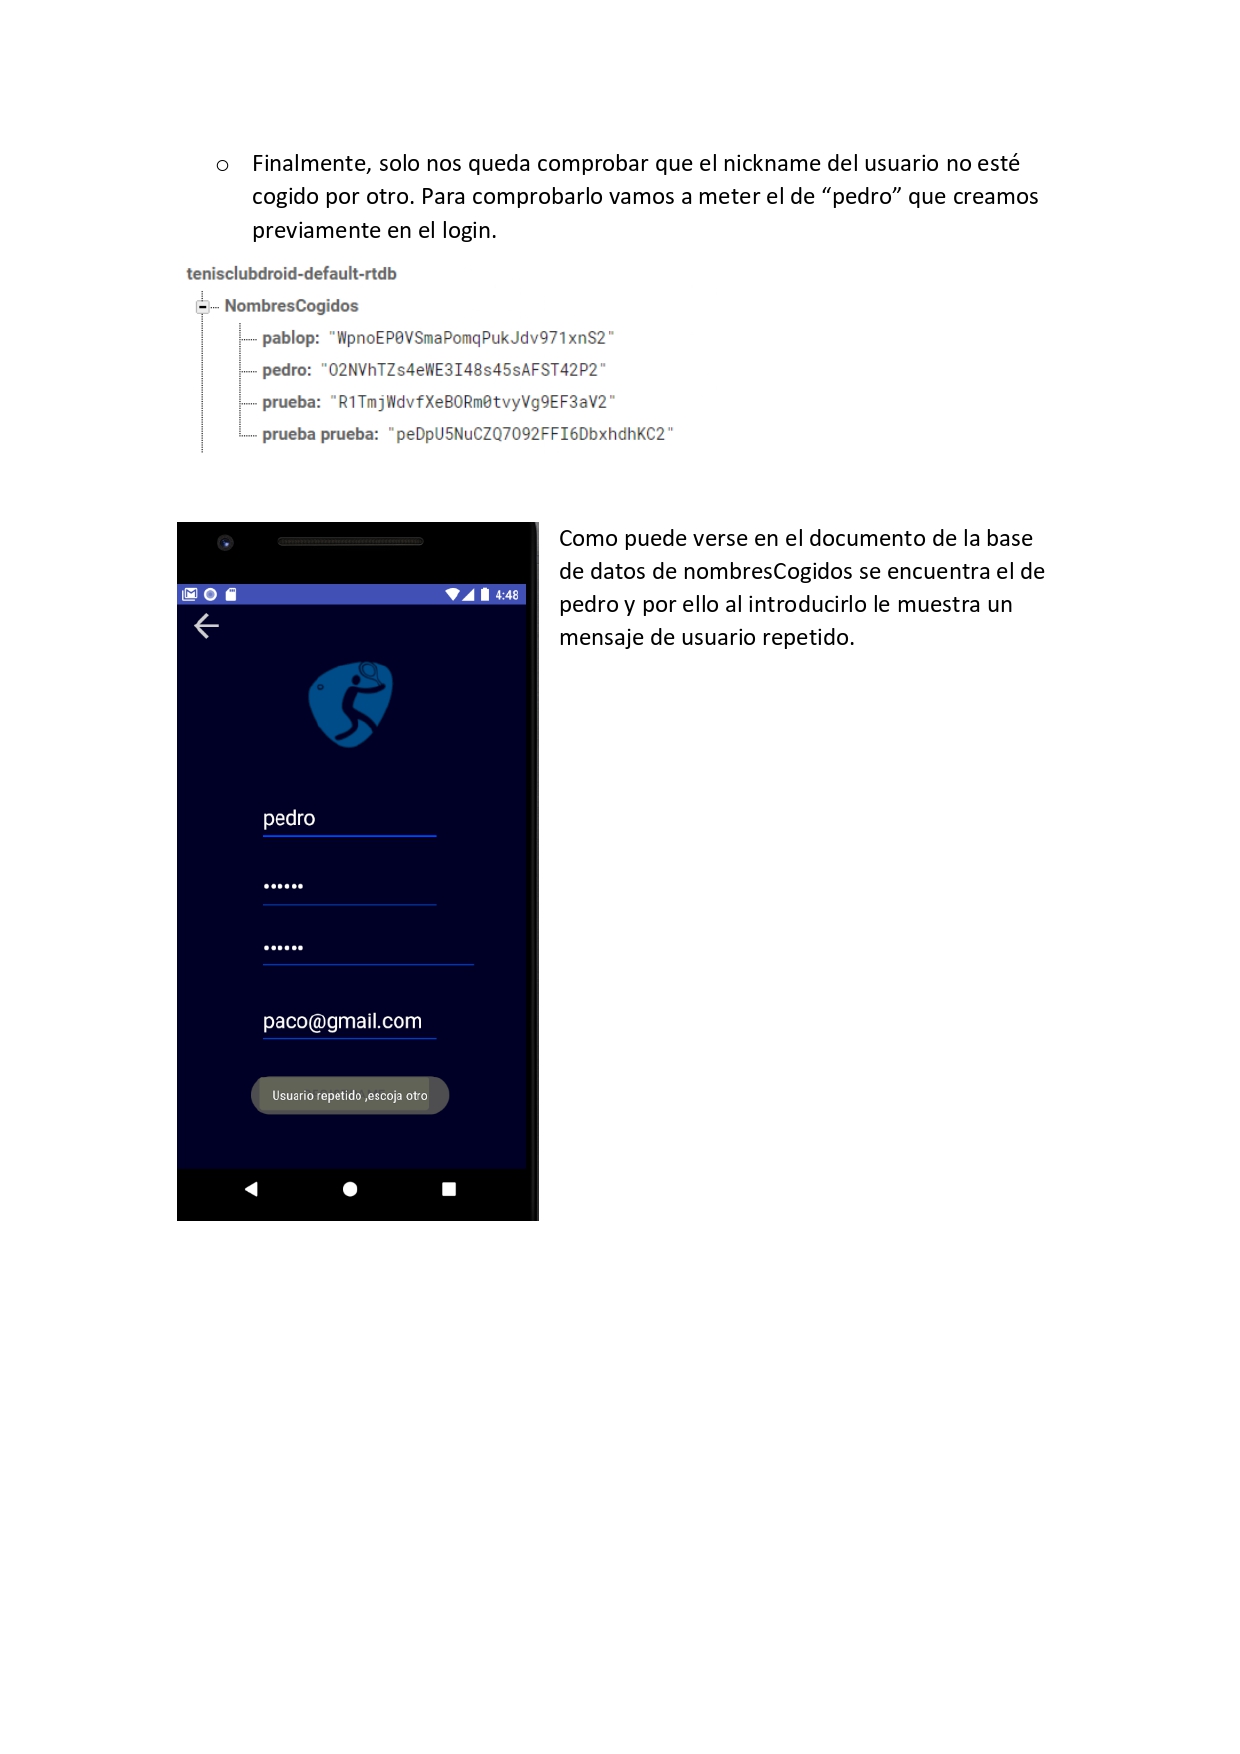 o Finalmente, solo nos queda comprobar que el nickname del usuario no esté
cogido por otro. Para comprobarlo vamos a meter el de “pedro” que creamos
previamente en el login.
tenisclubdroid-default-rtdb
NombresCogidos
pablop: "WpnoEP0VSmaPomqPukJdv971xnS2"
pedro: "O2NVhTZs4eWE3I48s45sAFST42P2"
prueba: "R1TmjWdvfXeBORm0tvyVg9EF3aV2"
prueba prueba: "peDpU5NuCZQ7O92FFI6DbxhdhKC2"
Como puede verse en el documento de la base
de datos de nombresCogidos se encuentra el de
pedro y por ello al introducirlo le muestra un
mensaje de usuario repetido.
4:48
pedro
••••••
••••••
paco@gmail.com
Usuario repetido ,escoja otro